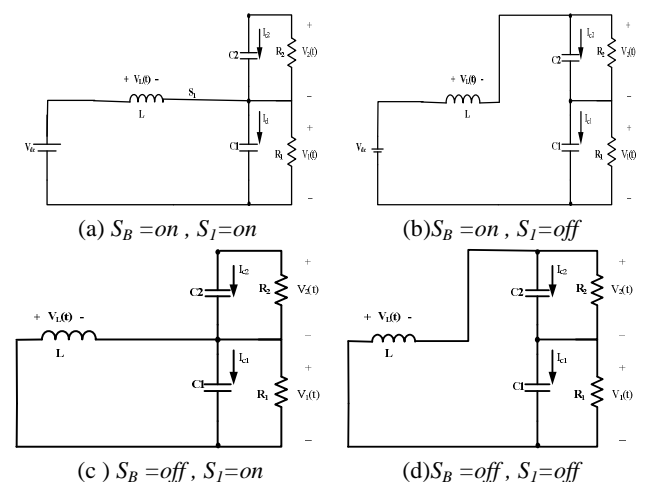 I_c2
C2
R_2
V_2(t)
+
-
+ V_L(t) -
L
S_1
V_dc
I_c1
C1
R_1
V_1(t)
+
-
(a) S_B =on , S_1=on
I_c2
C2
R_2
V_2(t)
+
-
+ V_L(t) -
L
I_c1
C1
R_1
V_1(t)
+
-
(b)S_B =on , S_1=off
I_c2
C2
R_2
V_2(t)
+
-
+ V_L(t) -
L
I_c1
C1
R_1
V_1(t)
+
-
(c ) S_B =off , S_1=on
I_c2
C2
R_2
V_2(t)
+
-
+ V_L(t) -
L
I_c1
C1
R_1
V_1(t)
+
-
(d)S_B =off , S_1=off